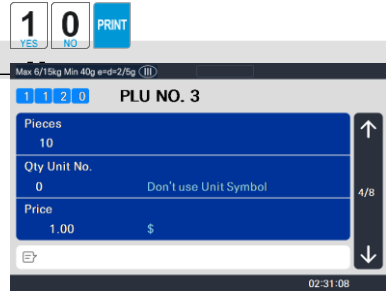 1 0 PRINT
YES NO
Max 6/15kg Min 40g e=d=2/5g III
1 1 2 0 PLU NO. 3
Pieces
10
Qty Unit No.
0 Don't use Unit Symbol
4/8
Price
1.00 $
02:31:08